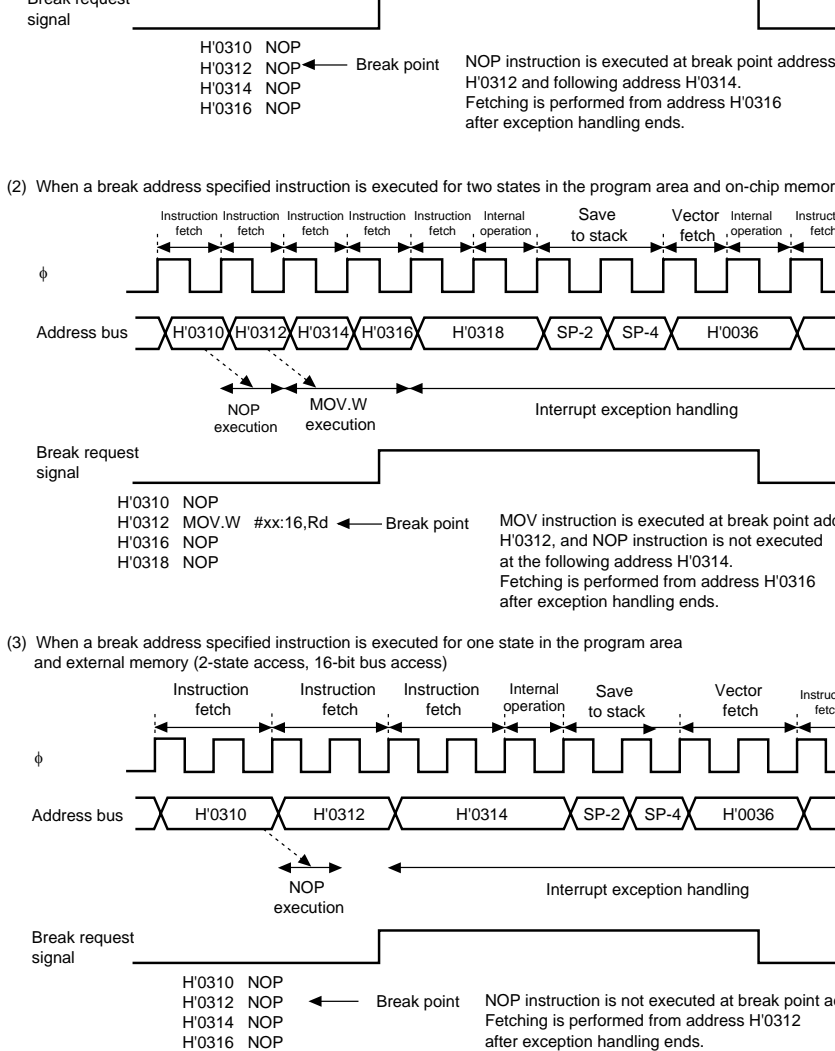 Break request
signal
H'0310 NOP
H'0312 NOP
H'0314 NOP
H'0316 NOP
Break point
NOP instruction is executed at break point address
H'0312 and following address H'0314.
Fetching is performed from address H'0316
after exception handling ends.
(2) When a break address specified instruction is executed for two states in the program area and on-chip memor
Instruction fetch
Instruction fetch
Instruction fetch
Instruction fetch
Instruction fetch
Internal operation
Save to stack
Vector fetch
Internal operation
Instruct fetch
φ
Address bus
H'0310 H'0312 H'0314 H'0316 H'0318 SP-2 SP-4 H'0036
NOP execution
MOV.W execution
Interrupt exception handling
Break request
signal
H'0310 NOP
H'0312 MOV.W #xx:16,Rd
H'0316 NOP
H'0318 NOP
Break point
MOV instruction is executed at break point add
H'0312, and NOP instruction is not executed
at the following address H'0314.
Fetching is performed from address H'0316
after exception handling ends.
(3) When a break address specified instruction is executed for one state in the program area
and external memory (2-state access, 16-bit bus access)
Instruction fetch
Instruction fetch
Instruction fetch
Internal operation
Save to stack
Vector fetch
Instruc fetc
φ
Address bus
H'0310 H'0312 H'0314 SP-2 SP-4 H'0036
NOP execution
Interrupt exception handling
Break request
signal
H'0310 NOP
H'0312 NOP
H'0314 NOP
H'0316 NOP
Break point
NOP instruction is not executed at break point a
Fetching is performed from address H'0312
after exception handling ends.